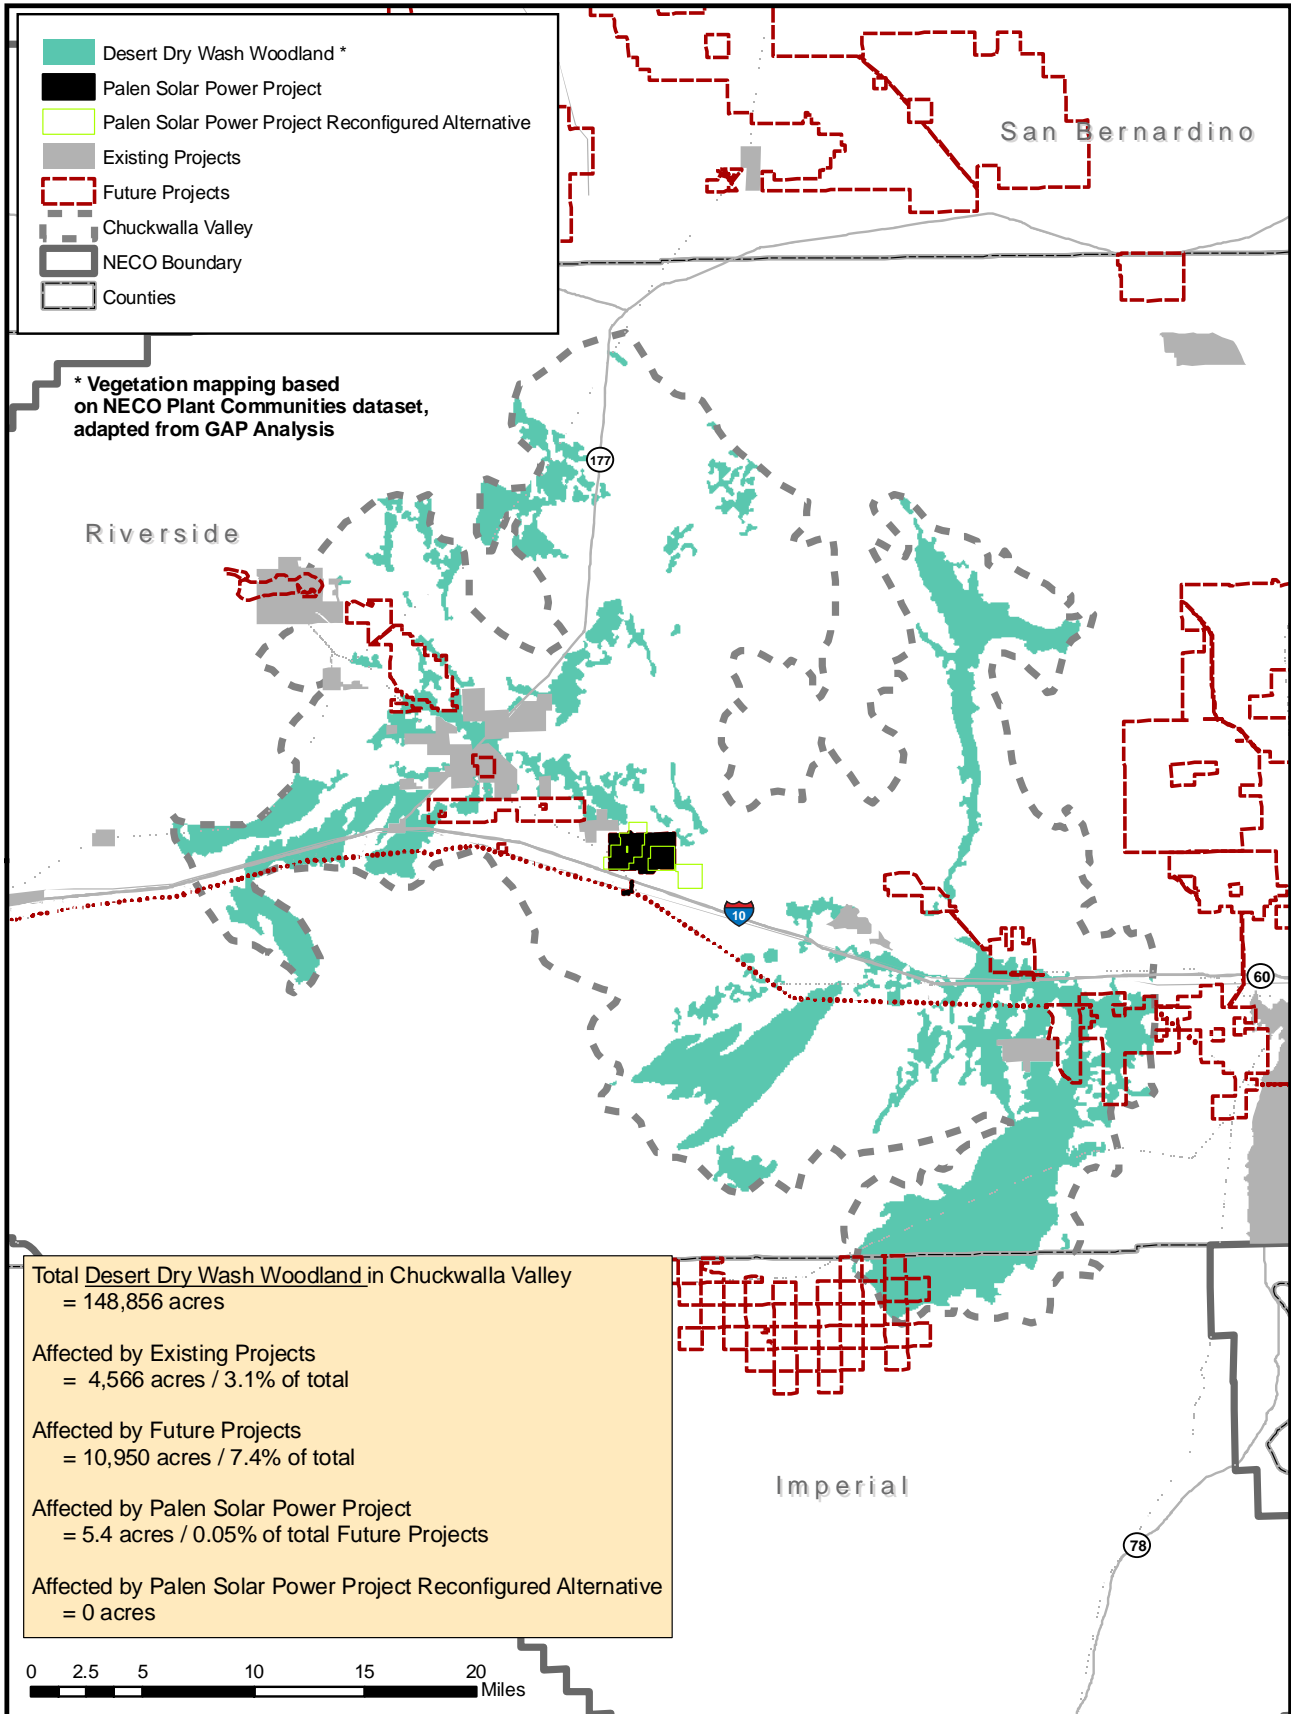 Desert Dry Wash Woodland *
Palen Solar Power Project
Palen Solar Power Project Reconfigured Alternative
Existing Projects
Future Projects
Chuckwalla Valley
NECO Boundary
Counties
San Bernardino
* Vegetation mapping based
on NECO Plant Communities dataset,
adapted from GAP Analysis
177
Riverside
10
60
Total Desert Dry Wash Woodland in Chuckwalla Valley
= 148,856 acres
Affected by Existing Projects
= 4,566 acres / 3.1% of total
Affected by Future Projects
= 10,950 acres / 7.4% of total
Affected by Palen Solar Power Project
= 5.4 acres / 0.05% of total Future Projects
Affected by Palen Solar Power Project Reconfigured Alternative
= 0 acres
Imperial
78
0 2.5 5 10 15 20
Miles